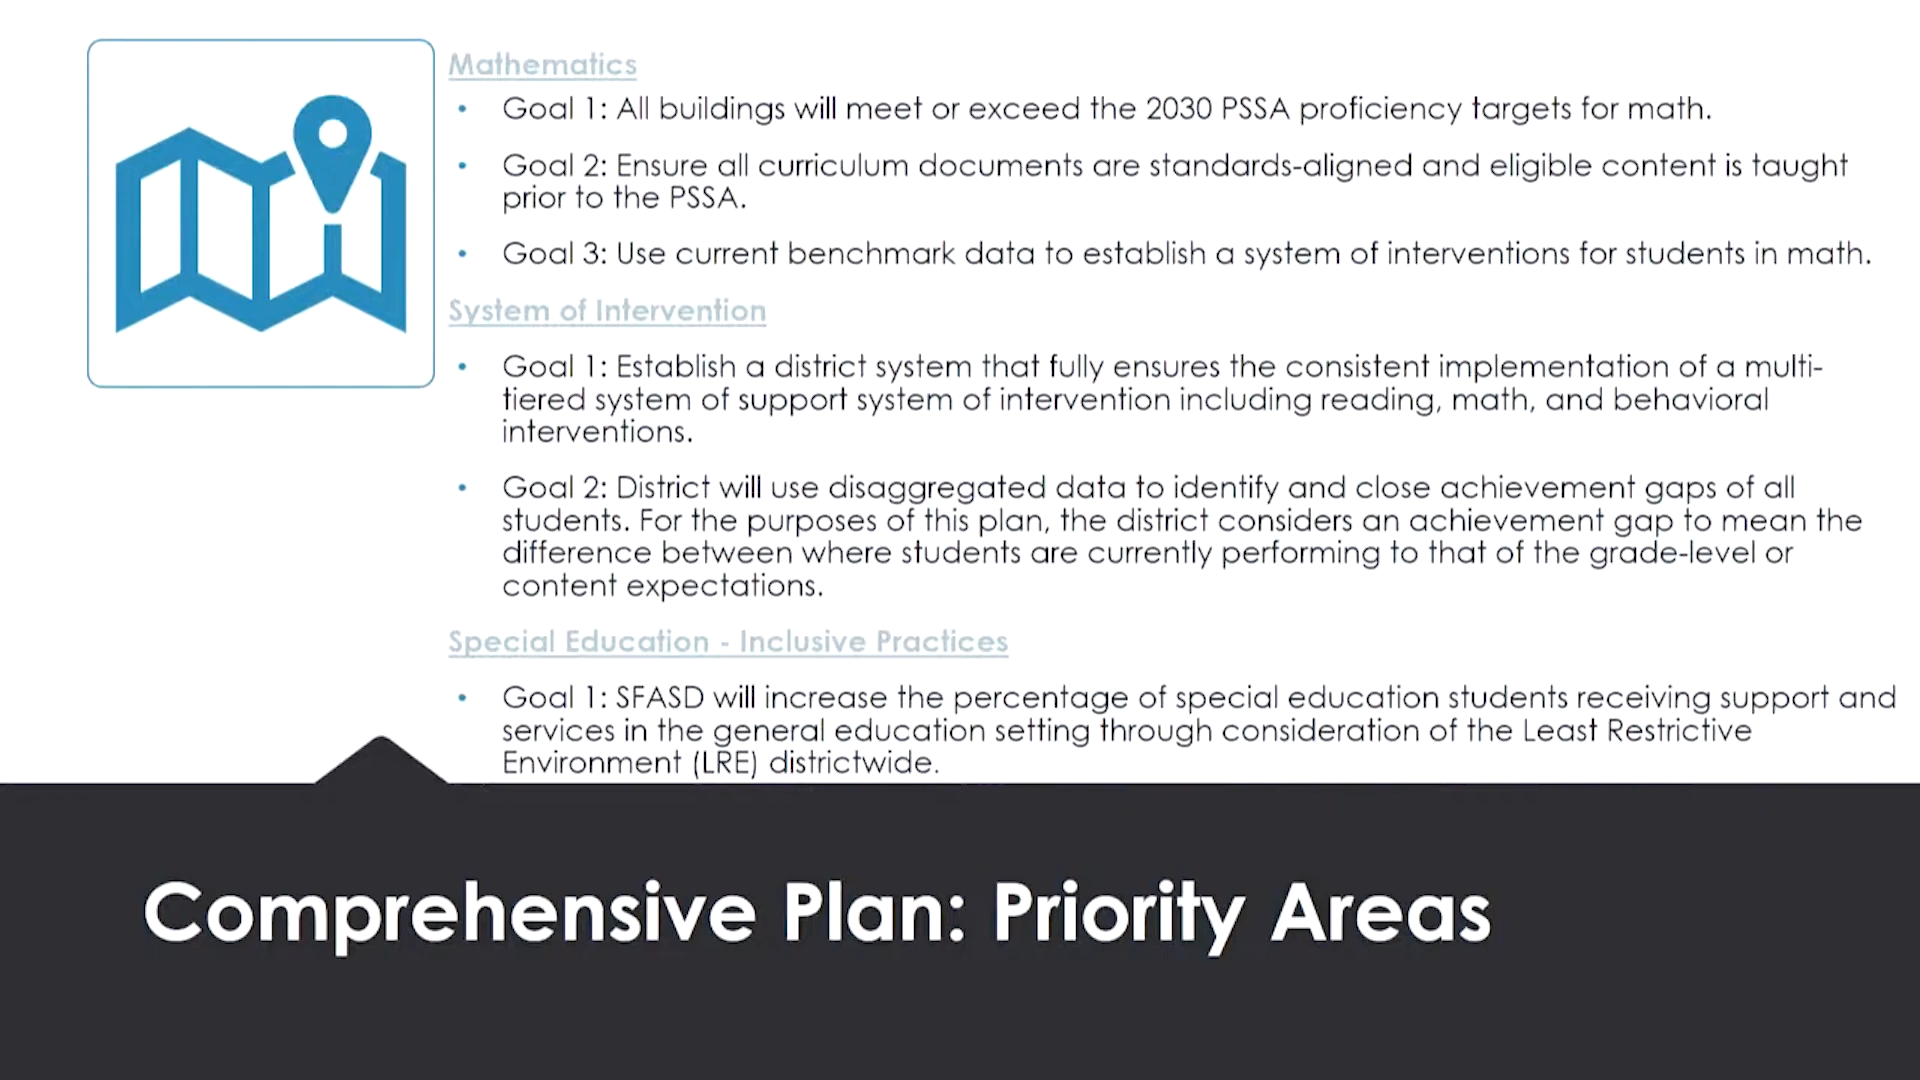 Mathematics
• Goal 1: All buildings will meet or exceed the 2030 PSSA proficiency targets for math.
• Goal 2: Ensure all curriculum documents are standards-aligned and eligible content is taught
prior to the PSSA.
• Goal 3: Use current benchmark data to establish a system of interventions for students in math.
System of Intervention
• Goal 1: Establish a district system that fully ensures the consistent implementation of a multi-
tiered system of support system of intervention including reading, math, and behavioral
interventions.
• Goal 2: District will use disaggregated data to identify and close achievement gaps of all
students. For the purposes of this plan, the district considers an achievement gap to mean the
difference between where students are currently performing to that of the grade-level or
content expectations.
Special Education - Inclusive Practices
• Goal 1: SFASD will increase the percentage of special education students receiving support and
services in the general education setting through consideration of the Least Restrictive
Environment (LRE) districtwide.
Comprehensive Plan: Priority Areas